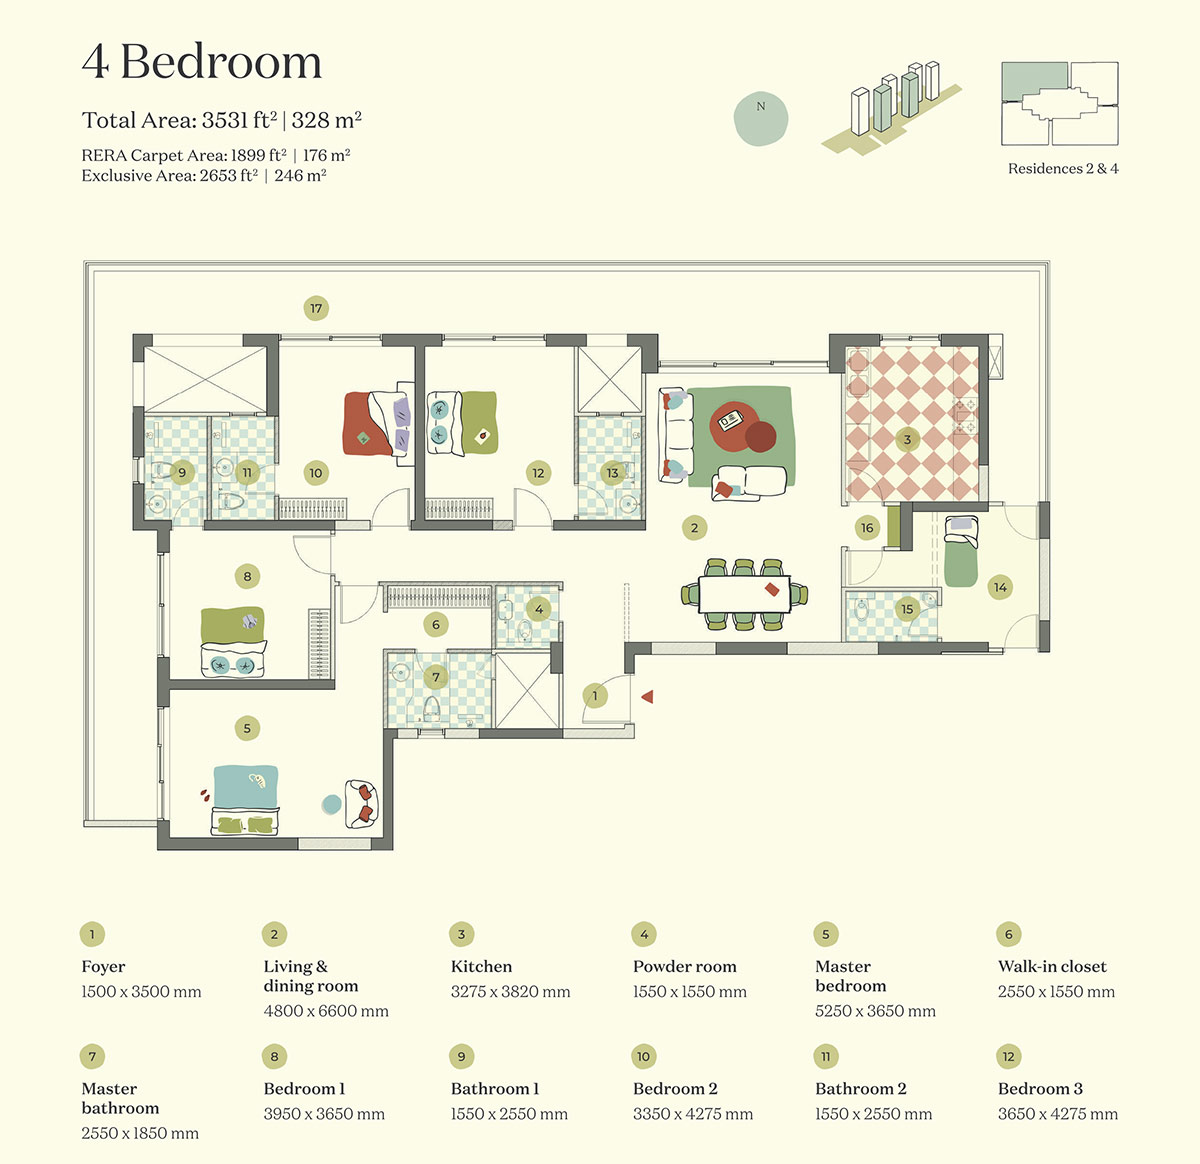 4 Bedroom
Total Area: 3531 ft² | 328 m²
RERA Carpet Area: 1899 ft² | 176 m²
Exclusive Area: 2653 ft² | 246 m²
N
Residences 2 & 4
17
9
11
10
12
13
3
2
16
8
14
4
15
6
7
1
5
1
Foyer
1500 x 3500 mm
2
Living &
dining room
4800 x 6600 mm
3
Kitchen
3275 x 3820 mm
4
Powder room
1550 x 1550 mm
5
Master
bedroom
5250 x 3650 mm
6
Walk-in closet
2550 x 1550 mm
7
Master
bathroom
2550 x 1850 mm
8
Bedroom 1
3950 x 3650 mm
9
Bathroom 1
1550 x 2550 mm
10
Bedroom 2
3350 x 4275 mm
11
Bathroom 2
1550 x 2550 mm
12
Bedroom 3
3650 x 4275 mm